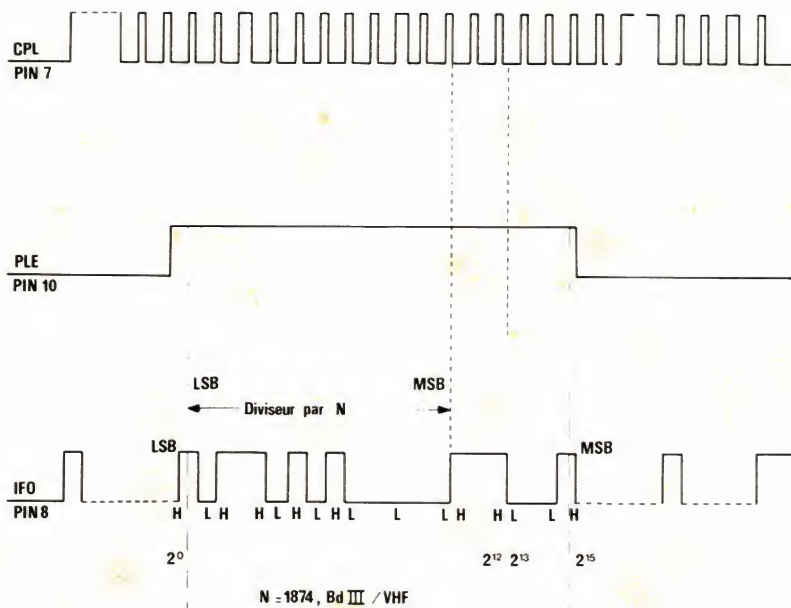 CPL
PIN 7
PLE
PIN 10
LSB MSB
Diviseur par N
LSB MSB
IFO
PIN 8 H L H H L H L H L L L H H L L H
2⁰ 2¹² 2¹³ 2¹⁵
N = 1874, Bd III / VHF